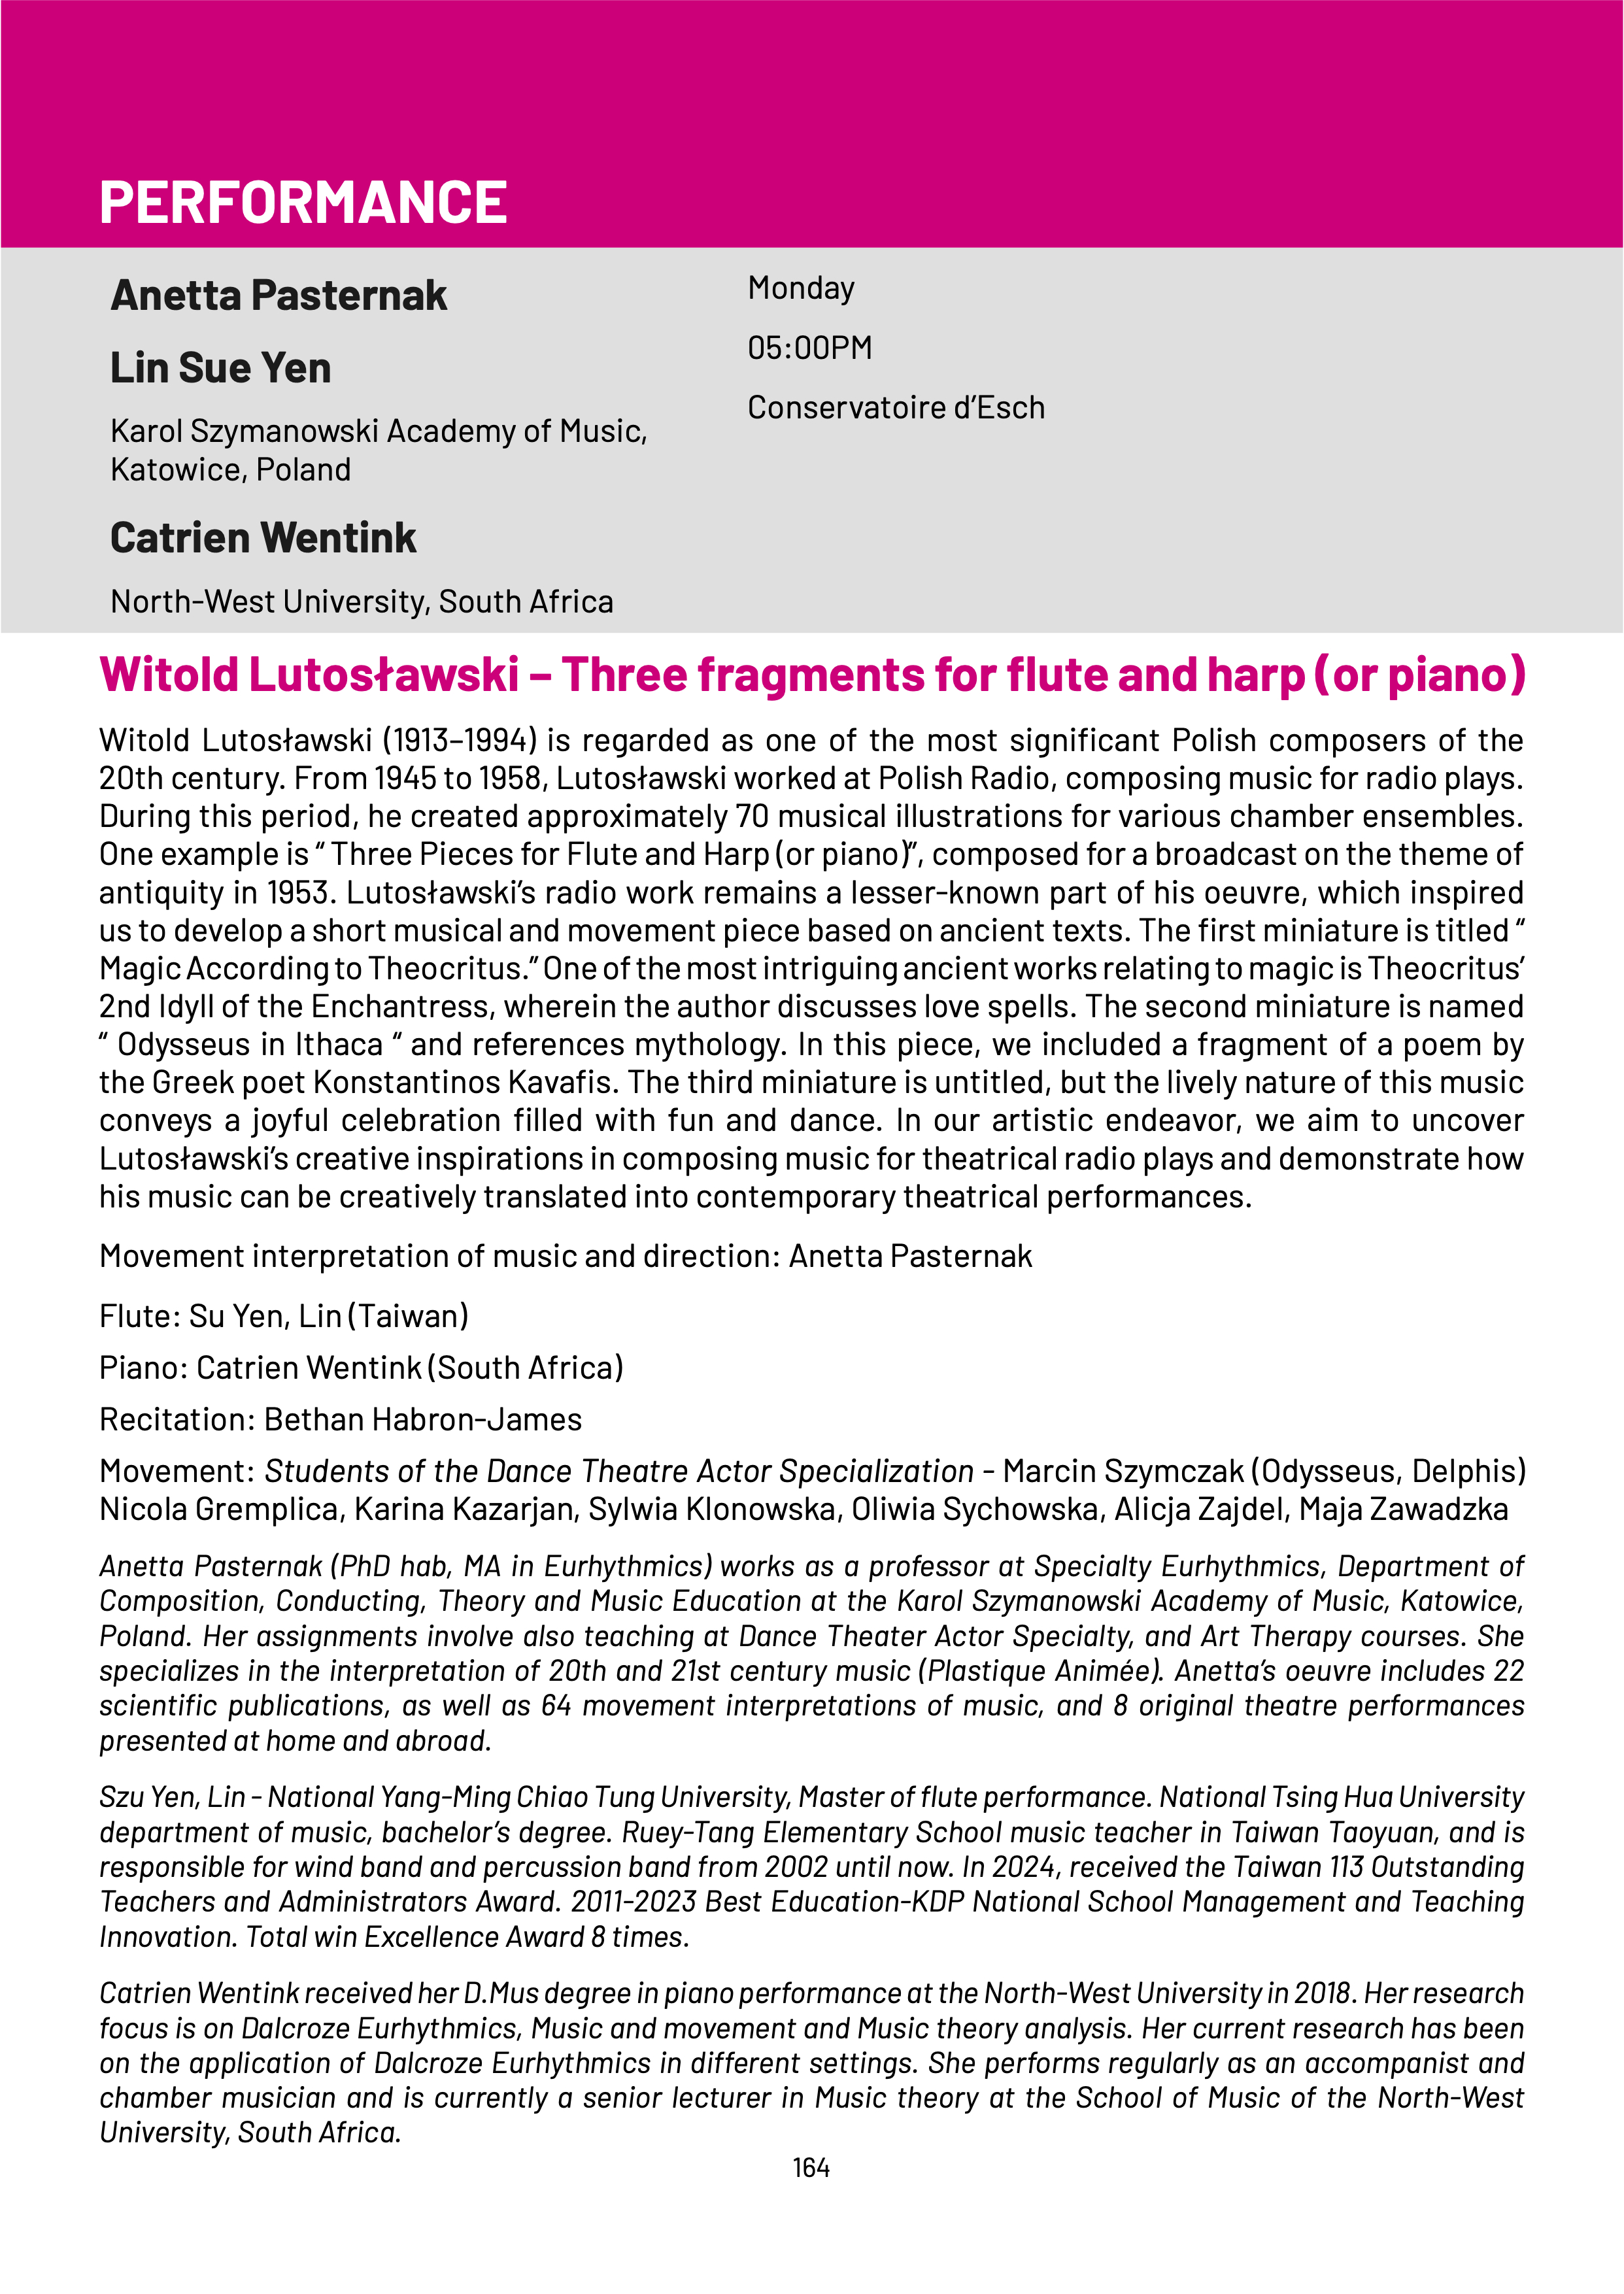 PERFORMANCE
Anetta Pasternak
Lin Sue Yen
Karol Szymanowski Academy of Music,
Katowice, Poland
Catrien Wentink
North-West University, South Africa
Monday
05:00PM
Conservatoire d’Esch
Witold Lutosławski – Three fragments for flute and harp (or piano)
Witold Lutosławski (1913–1994) is regarded as one of the most significant Polish composers of the
20th century. From 1945 to 1958, Lutosławski worked at Polish Radio, composing music for radio plays.
During this period, he created approximately 70 musical illustrations for various chamber ensembles.
One example is “ Three Pieces for Flute and Harp (or piano)”, composed for a broadcast on the theme of
antiquity in 1953. Lutosławski’s radio work remains a lesser-known part of his oeuvre, which inspired
us to develop a short musical and movement piece based on ancient texts. The first miniature is titled “
Magic According to Theocritus.” One of the most intriguing ancient works relating to magic is Theocritus’
2nd Idyll of the Enchantress, wherein the author discusses love spells. The second miniature is named
“ Odysseus in Ithaca “ and references mythology. In this piece, we included a fragment of a poem by
the Greek poet Konstantinos Kavafis. The third miniature is untitled, but the lively nature of this music
conveys a joyful celebration filled with fun and dance. In our artistic endeavor, we aim to uncover
Lutosławski’s creative inspirations in composing music for theatrical radio plays and demonstrate how
his music can be creatively translated into contemporary theatrical performances.
Movement interpretation of music and direction: Anetta Pasternak
Flute: Su Yen, Lin (Taiwan)
Piano: Catrien Wentink (South Africa)
Recitation: Bethan Habron-James
Movement: Students of the Dance Theatre Actor Specialization - Marcin Szymczak (Odysseus, Delphis)
Nicola Gremplica, Karina Kazarjan, Sylwia Klonowska, Oliwia Sychowska, Alicja Zajdel, Maja Zawadzka
Anetta Pasternak (PhD hab, MA in Eurhythmics) works as a professor at Specialty Eurhythmics, Department of
Composition, Conducting, Theory and Music Education at the Karol Szymanowski Academy of Music, Katowice,
Poland. Her assignments involve also teaching at Dance Theater Actor Specialty, and Art Therapy courses. She
specializes in the interpretation of 20th and 21st century music (Plastique Animée). Anetta’s oeuvre includes 22
scientific publications, as well as 64 movement interpretations of music, and 8 original theatre performances
presented at home and abroad.
Szu Yen, Lin - National Yang-Ming Chiao Tung University, Master of flute performance. National Tsing Hua University
department of music, bachelor’s degree. Ruey-Tang Elementary School music teacher in Taiwan Taoyuan, and is
responsible for wind band and percussion band from 2002 until now. In 2024, received the Taiwan 113 Outstanding
Teachers and Administrators Award. 2011-2023 Best Education-KDP National School Management and Teaching
Innovation. Total win Excellence Award 8 times.
Catrien Wentink received her D.Mus degree in piano performance at the North-West University in 2018. Her research
focus is on Dalcroze Eurhythmics, Music and movement and Music theory analysis. Her current research has been
on the application of Dalcroze Eurhythmics in different settings. She performs regularly as an accompanist and
chamber musician and is currently a senior lecturer in Music theory at the School of Music of the North-West
University, South Africa.
164